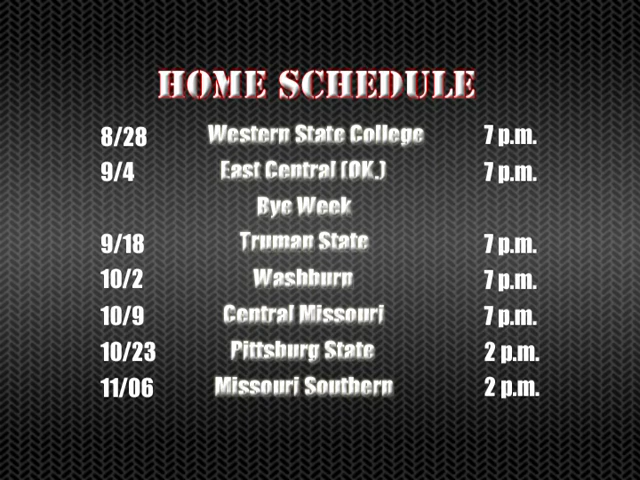 HOME SCHEDULE
8/28 Western State College 7 p.m.
9/4 East Central (OK.) 7 p.m.
Bye Week
9/18 Truman State 7 p.m.
10/2 Washburn 7 p.m.
10/9 Central Missouri 7 p.m.
10/23 Pittsburg State 2 p.m.
11/06 Missouri Southern 2 p.m.